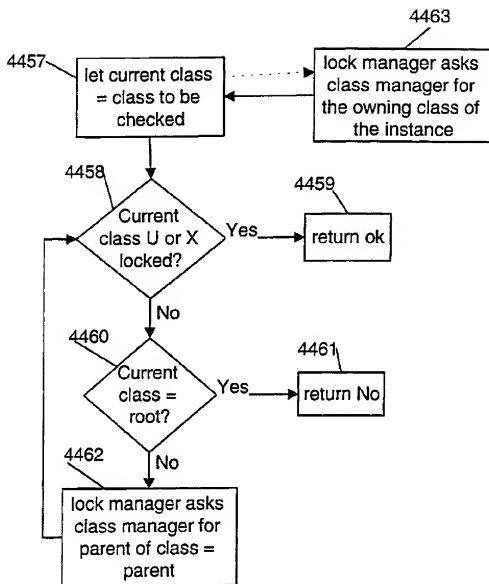 4463
4457
let current class
= class to be
checked
lock manager asks
class manager for
the owning class of
the instance
4458
Current
class U or X
locked?
Yes
4459
return ok
No
4460
Current
class =
root?
Yes
4461
return No
No
4462
lock manager asks
class manager for
parent of class =
parent